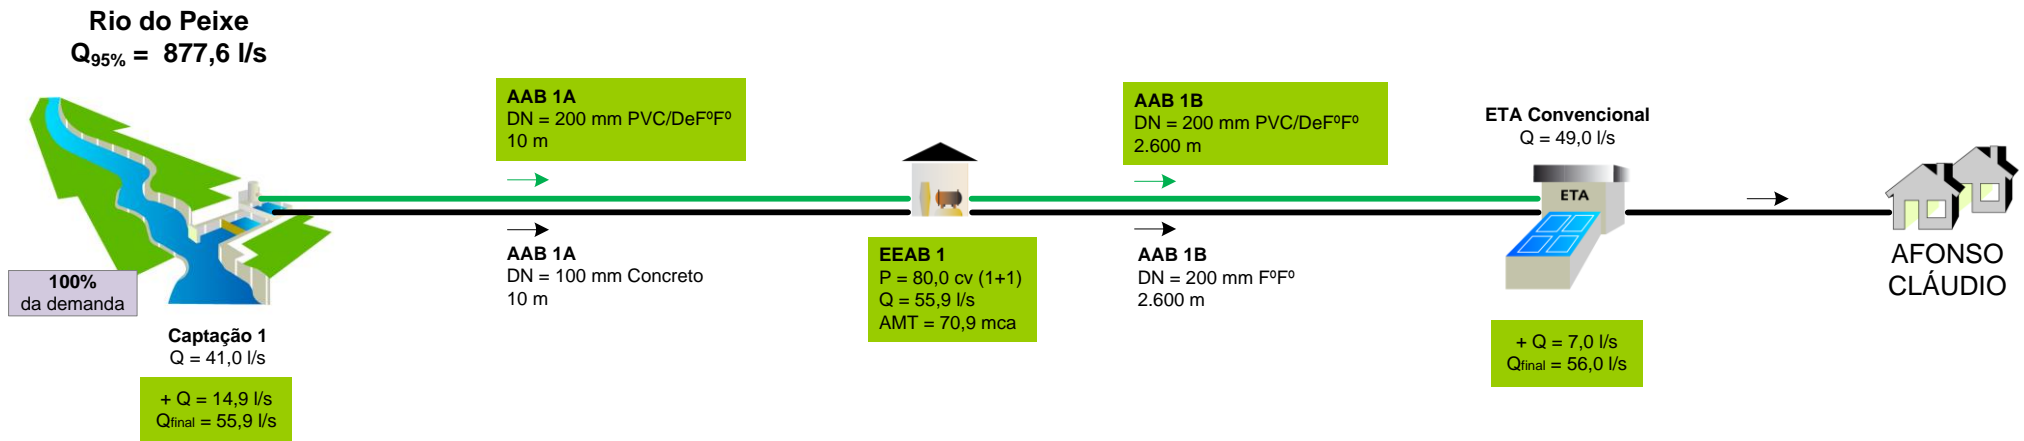 Rio do Peixe
Q95% = 877,6 l/s
AAB 1A
DN = 200 mm PVC/DeFºFº
10 m
AAB 1B
DN = 200 mm PVC/DeFºFº
2.600 m
ETA Convencional
Q = 49,0 l/s
ETA
AAB 1A
DN = 100 mm Concreto
10 m
EEAB 1
P = 80,0 cv (1+1)
Q = 55,9 l/s
AMT = 70,9 mca
AAB 1B
DN = 200 mm FºFº
2.600 m
AFONSO
CLÁUDIO
100%
da demanda
Captação 1
Q = 41,0 l/s
+ Q = 14,9 l/s
Qfinal = 55,9 l/s
+ Q = 7,0 l/s
Qfinal = 56,0 l/s